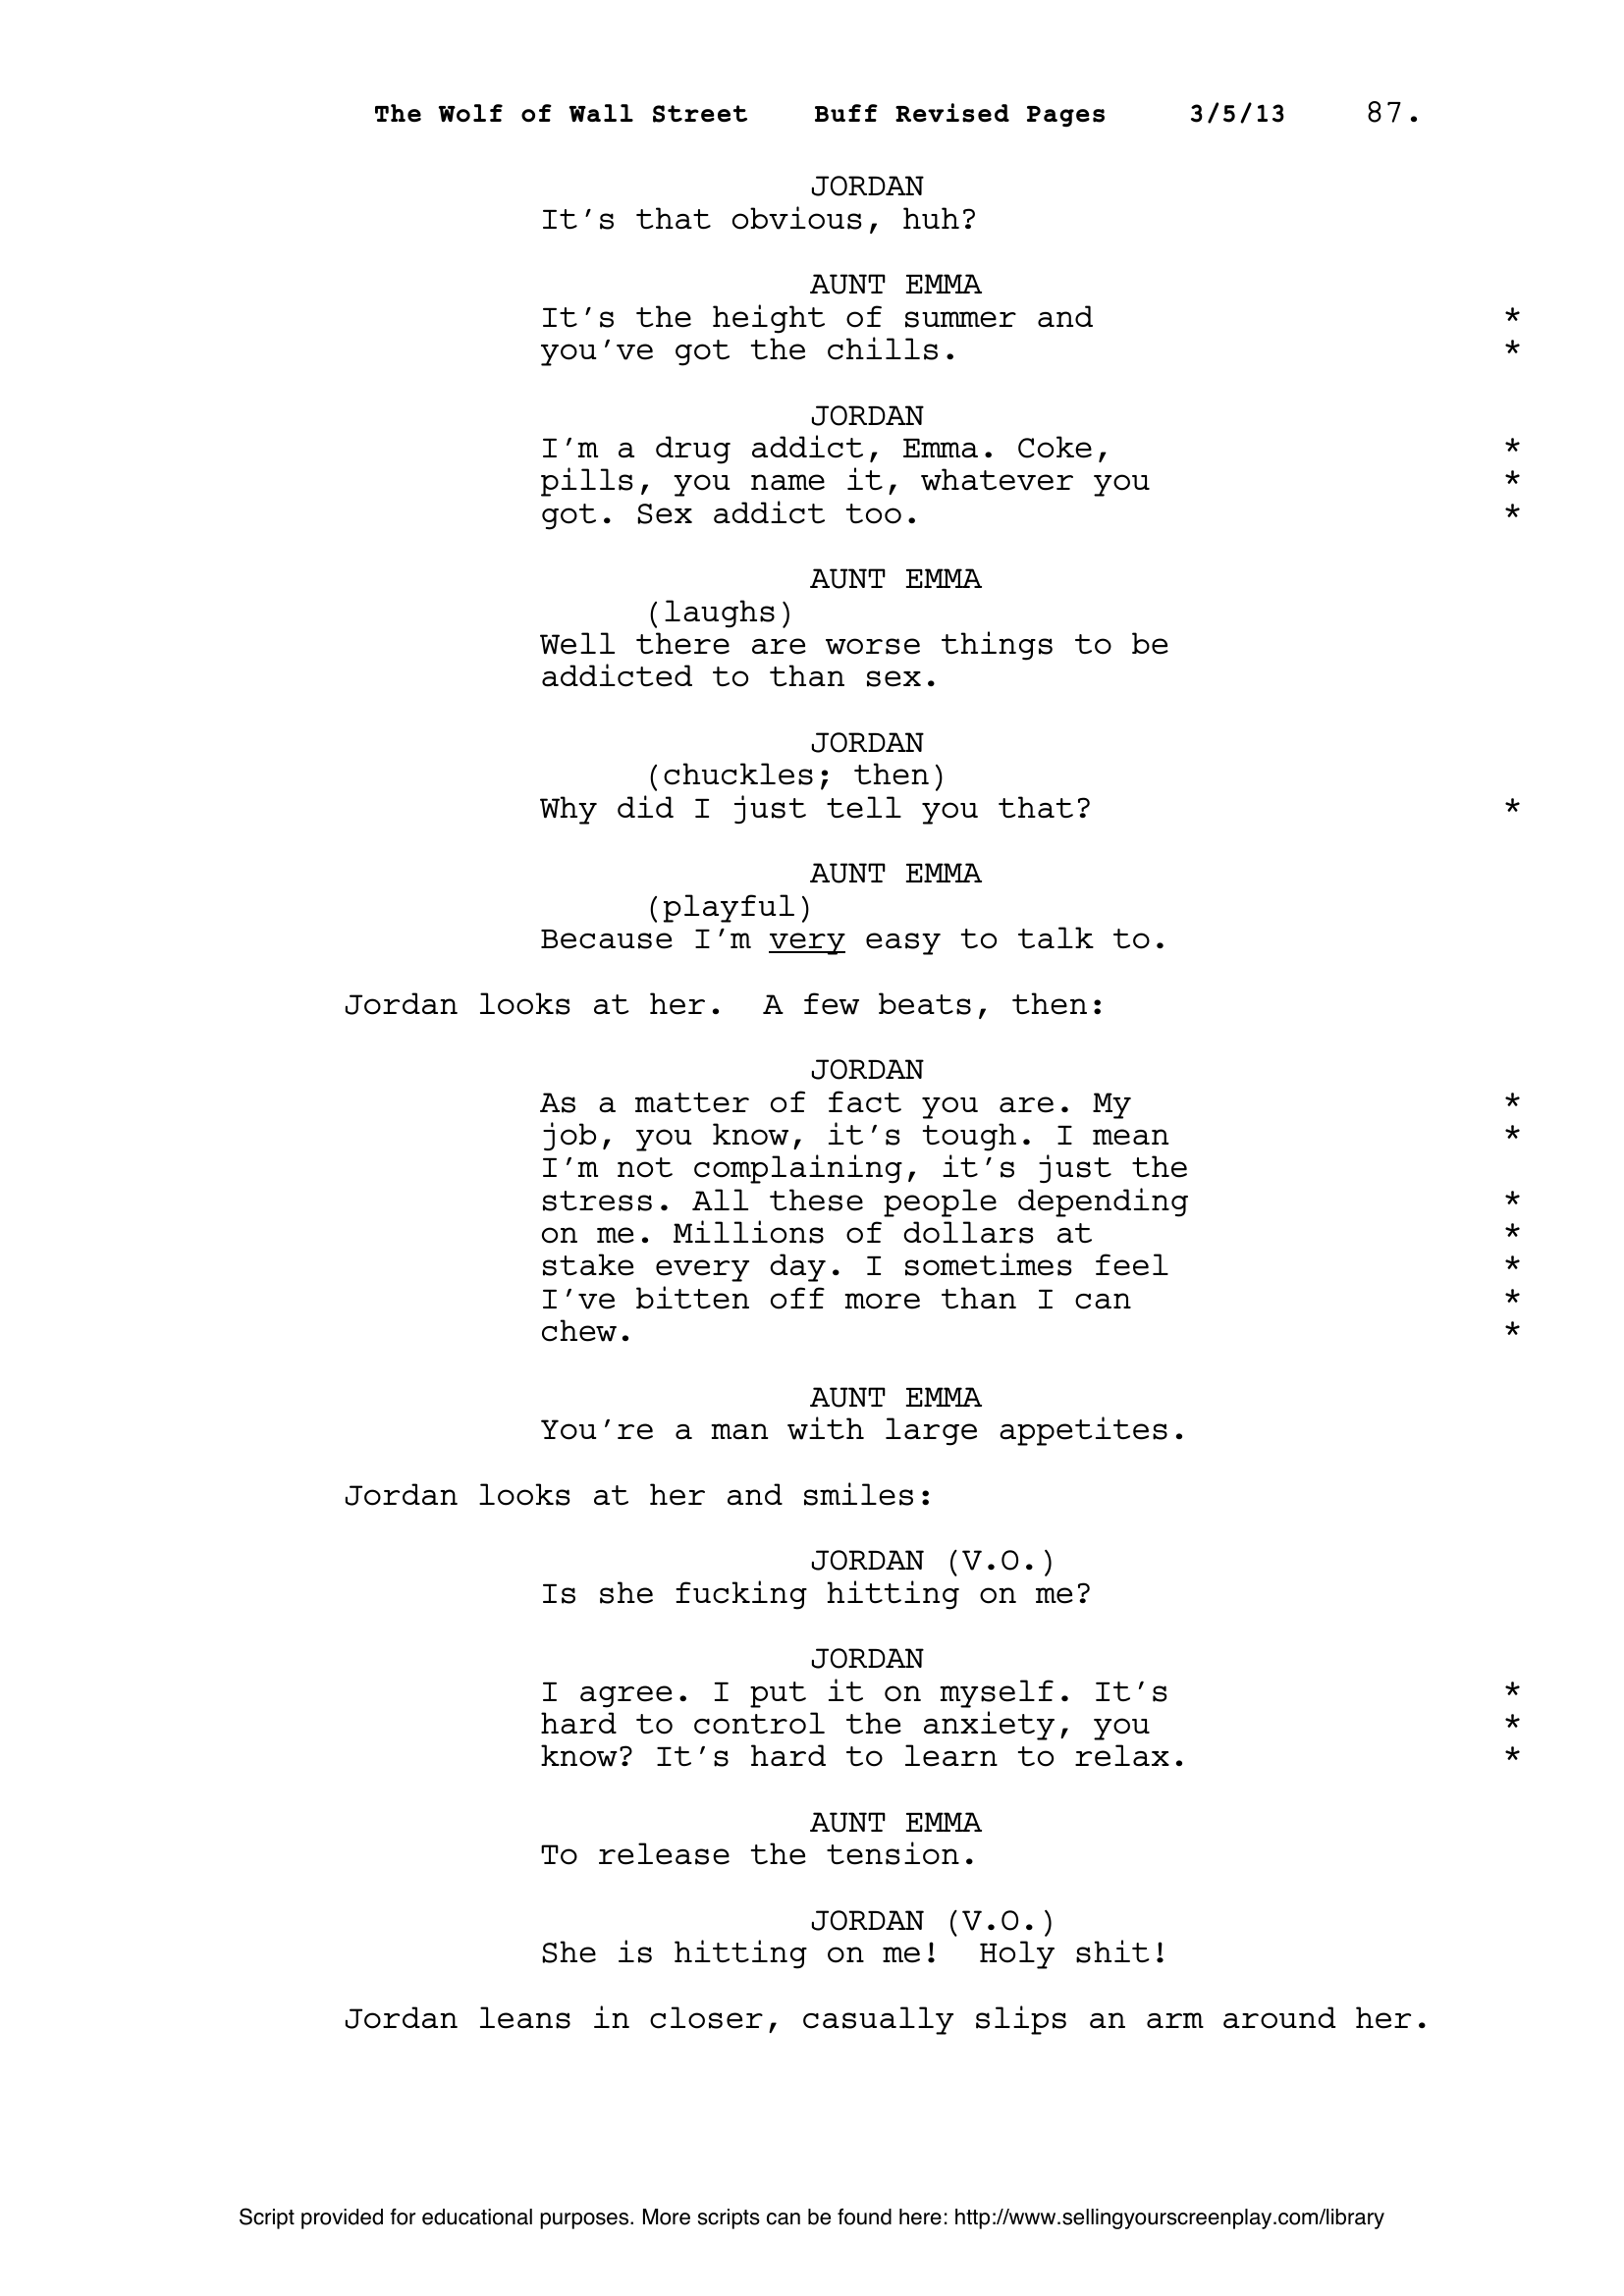 The Wolf of Wall Street    Buff Revised Pages    3/5/13    87.
JORDAN
It's that obvious, huh?
AUNT EMMA
It's the height of summer and *
you've got the chills. *
JORDAN
I'm a drug addict, Emma. Coke, *
pills, you name it, whatever you *
got. Sex addict too. *
AUNT EMMA
(laughs)
Well there are worse things to be
addicted to than sex.
JORDAN
(chuckles; then)
Why did I just tell you that? *
AUNT EMMA
(playful)
Because I'm very easy to talk to.
Jordan looks at her.  A few beats, then:
JORDAN
As a matter of fact you are. My *
job, you know, it's tough. I mean *
I'm not complaining, it's just the
stress. All these people depending *
on me. Millions of dollars at *
stake every day. I sometimes feel *
I've bitten off more than I can *
chew. *
AUNT EMMA
You're a man with large appetites.
Jordan looks at her and smiles:
JORDAN (V.O.)
Is she fucking hitting on me?
JORDAN
I agree. I put it on myself. It's *
hard to control the anxiety, you *
know? It's hard to learn to relax. *
AUNT EMMA
To release the tension.
JORDAN (V.O.)
She is hitting on me!  Holy shit!
Jordan leans in closer, casually slips an arm around her.
Script provided for educational purposes. More scripts can be found here: http://www.sellingyourscreenplay.com/library